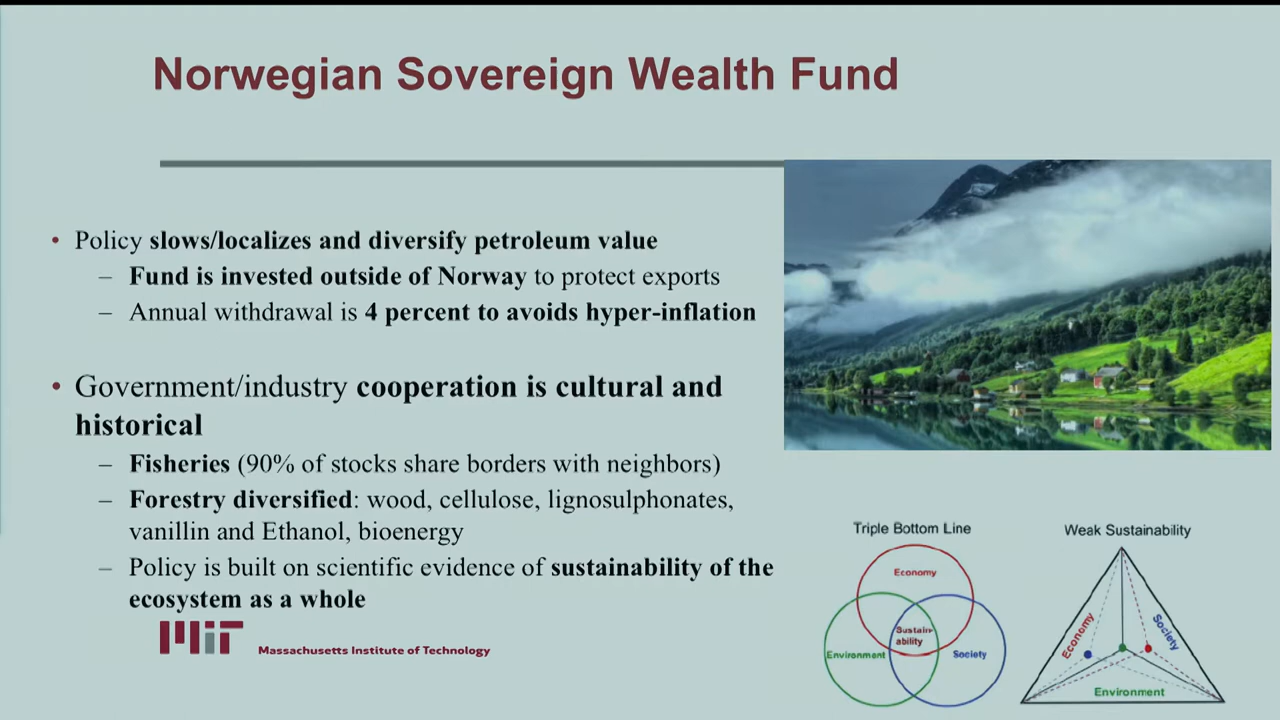 Norwegian Sovereign Wealth Fund
• Policy slows/localizes and diversify petroleum value
– Fund is invested outside of Norway to protect exports
– Annual withdrawal is 4 percent to avoids hyper-inflation
• Government/industry cooperation is cultural and
historical
– Fisheries (90% of stocks share borders with neighbors)
– Forestry diversified: wood, cellulose, lignosulphonates,
vanillin and Ethanol, bioenergy
– Policy is built on scientific evidence of sustainability of the
ecosystem as a whole
MIT Massachusetts Institute of Technology
Triple Bottom Line
Economy
Sustain-
ability
Environment
Society
Weak Sustainability
Economy
Society
Environment